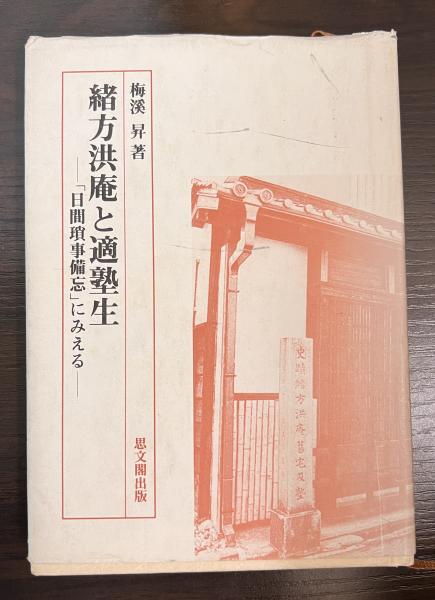 梅溪 昇 著
緒方洪庵と適塾生
―「日間瑣事備忘」にみえる―
思文閣出版
史蹟緒方洪庵舊宅及塾